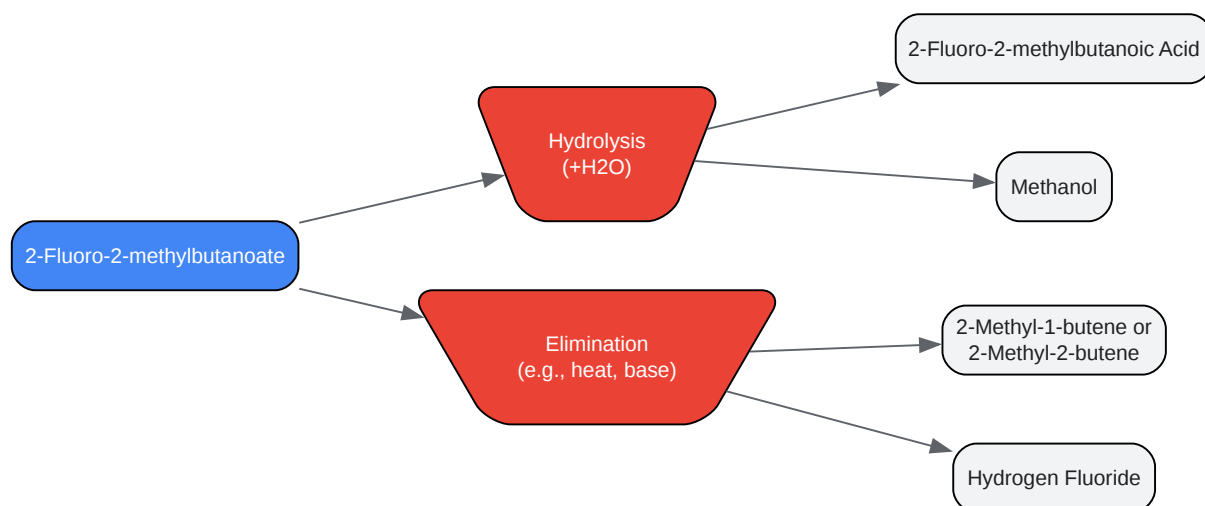 2-Fluoro-2-methylbutanoic Acid
Hydrolysis
(+H2O)
Methanol
2-Fluoro-2-methylbutanoate
2-Methyl-1-butene or
2-Methyl-2-butene
Elimination
(e.g., heat, base)
Hydrogen Fluoride